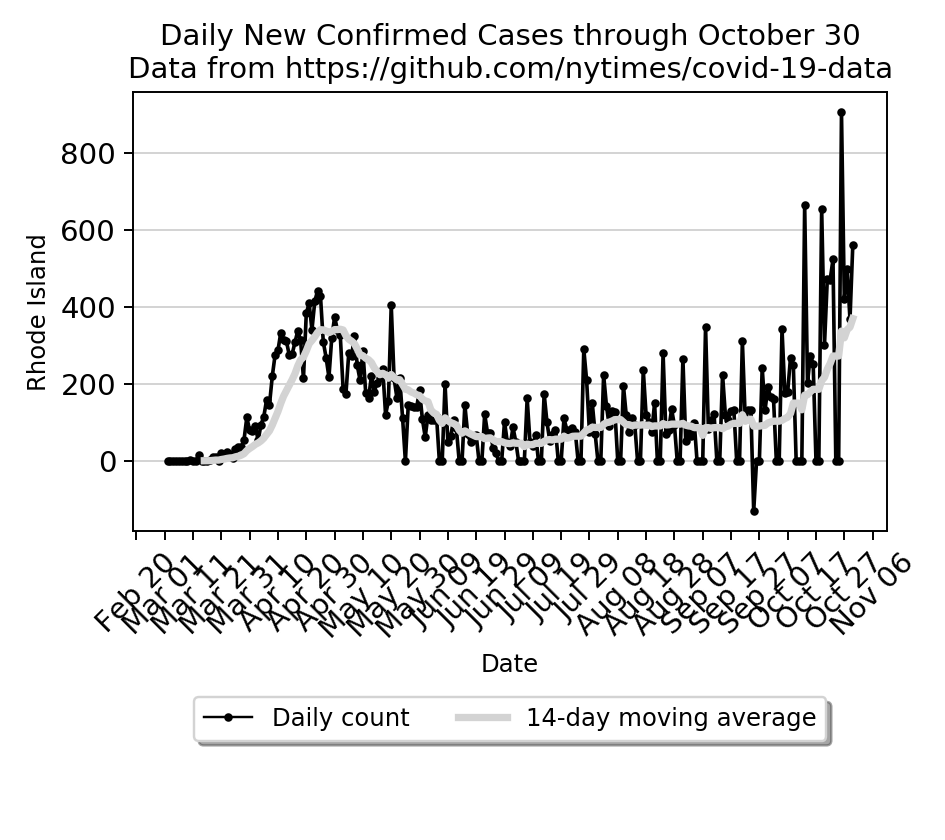 Daily New Confirmed Cases through October 30
Data from https://github.com/nytimes/covid-19-data
Rhode Island
800
600
400
200
0
Feb 20
Mar 01
Mar 11
Mar 21
Mar 31
Apr 10
Apr 20
Apr 30
May 10
May 20
May 30
Jun 09
Jun 19
Jun 29
Jul 09
Jul 19
Jul 29
Aug 08
Aug 18
Aug 28
Sep 07
Sep 17
Sep 27
Oct 07
Oct 17
Oct 27
Nov 06
Date
Daily count
14-day moving average